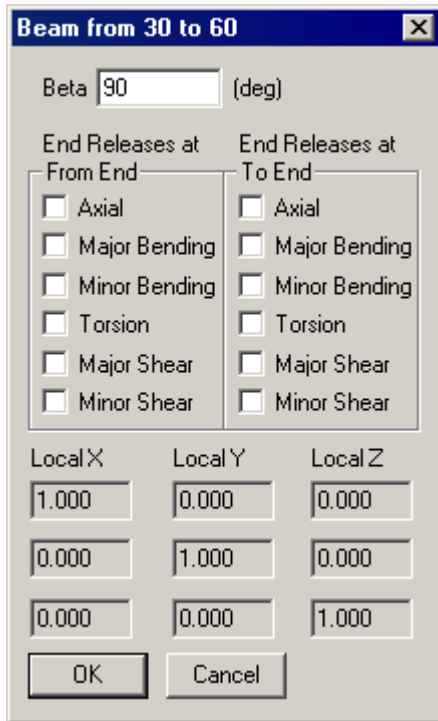 Beam from 30 to 60
Beta 90 (deg)
End Releases at End Releases at
From End To End
Axial Axial
Major Bending Major Bending
Minor Bending Minor Bending
Torsion Torsion
Major Shear Major Shear
Minor Shear Minor Shear
Local X Local Y Local Z
1.000 0.000 0.000
0.000 1.000 0.000
0.000 0.000 1.000
OK Cancel